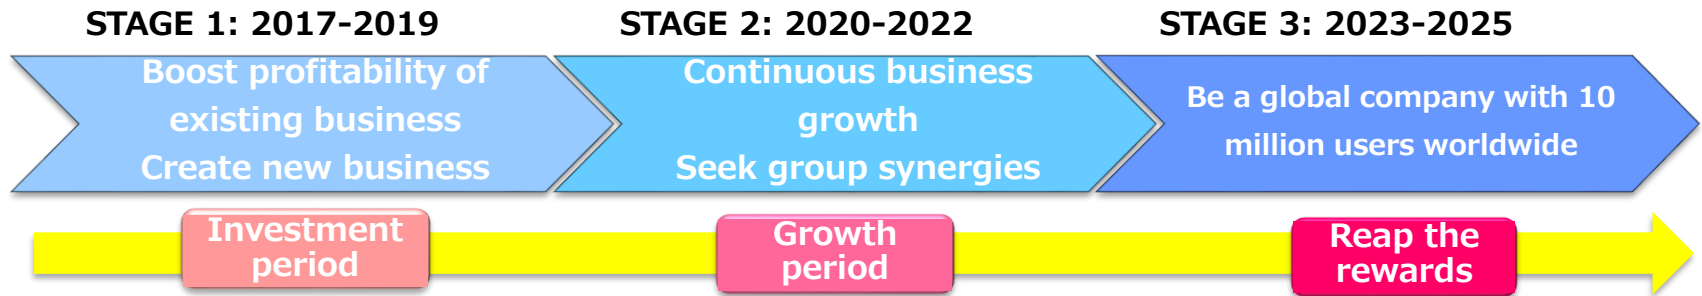 STAGE 1: 2017-2019
STAGE 2: 2020-2022
STAGE 3: 2023-2025
Boost profitability of
existing business
Create new business
Continuous business
growth
Seek group synergies
Be a global company with 10
million users worldwide
Investment
period
Growth
period
Reap the
rewards